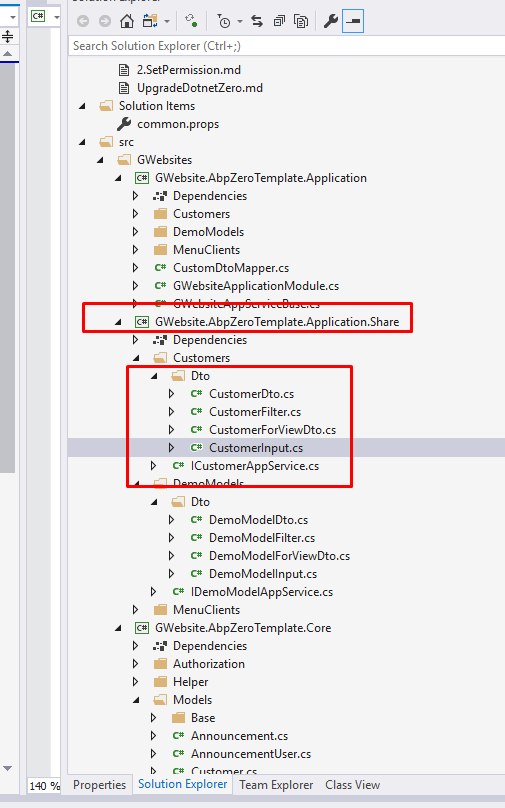 Search Solution Explorer (Ctrl+;)
2.SetPermission.md
UpgradeDotnetZero.md
Solution Items
common.props
src
GWebsites
C# GWebsite.AbpZeroTemplate.Application
Dependencies
Customers
DemoModels
MenuClients
C# CustomDtoMapper.cs
C# GWebsiteApplicationModule.cs
C# GWebsiteAppServiceBase.cs
C# GWebsite.AbpZeroTemplate.Application.Share
Dependencies
Customers
Dto
C# CustomerDto.cs
C# CustomerFilter.cs
C# CustomerForViewDto.cs
C# CustomerInput.cs
C# ICustomerAppService.cs
DemoModels
Dto
C# DemoModelDto.cs
C# DemoModelFilter.cs
C# DemoModelForViewDto.cs
C# DemoModelInput.cs
C# IDemoModelAppService.cs
MenuClients
C# GWebsite.AbpZeroTemplate.Core
Dependencies
Authorization
Helper
Models
Base
C# Announcement.cs
C# AnnouncementUser.cs
C# Customer.cs
140 %
Properties Solution Explorer Team Explorer Class View